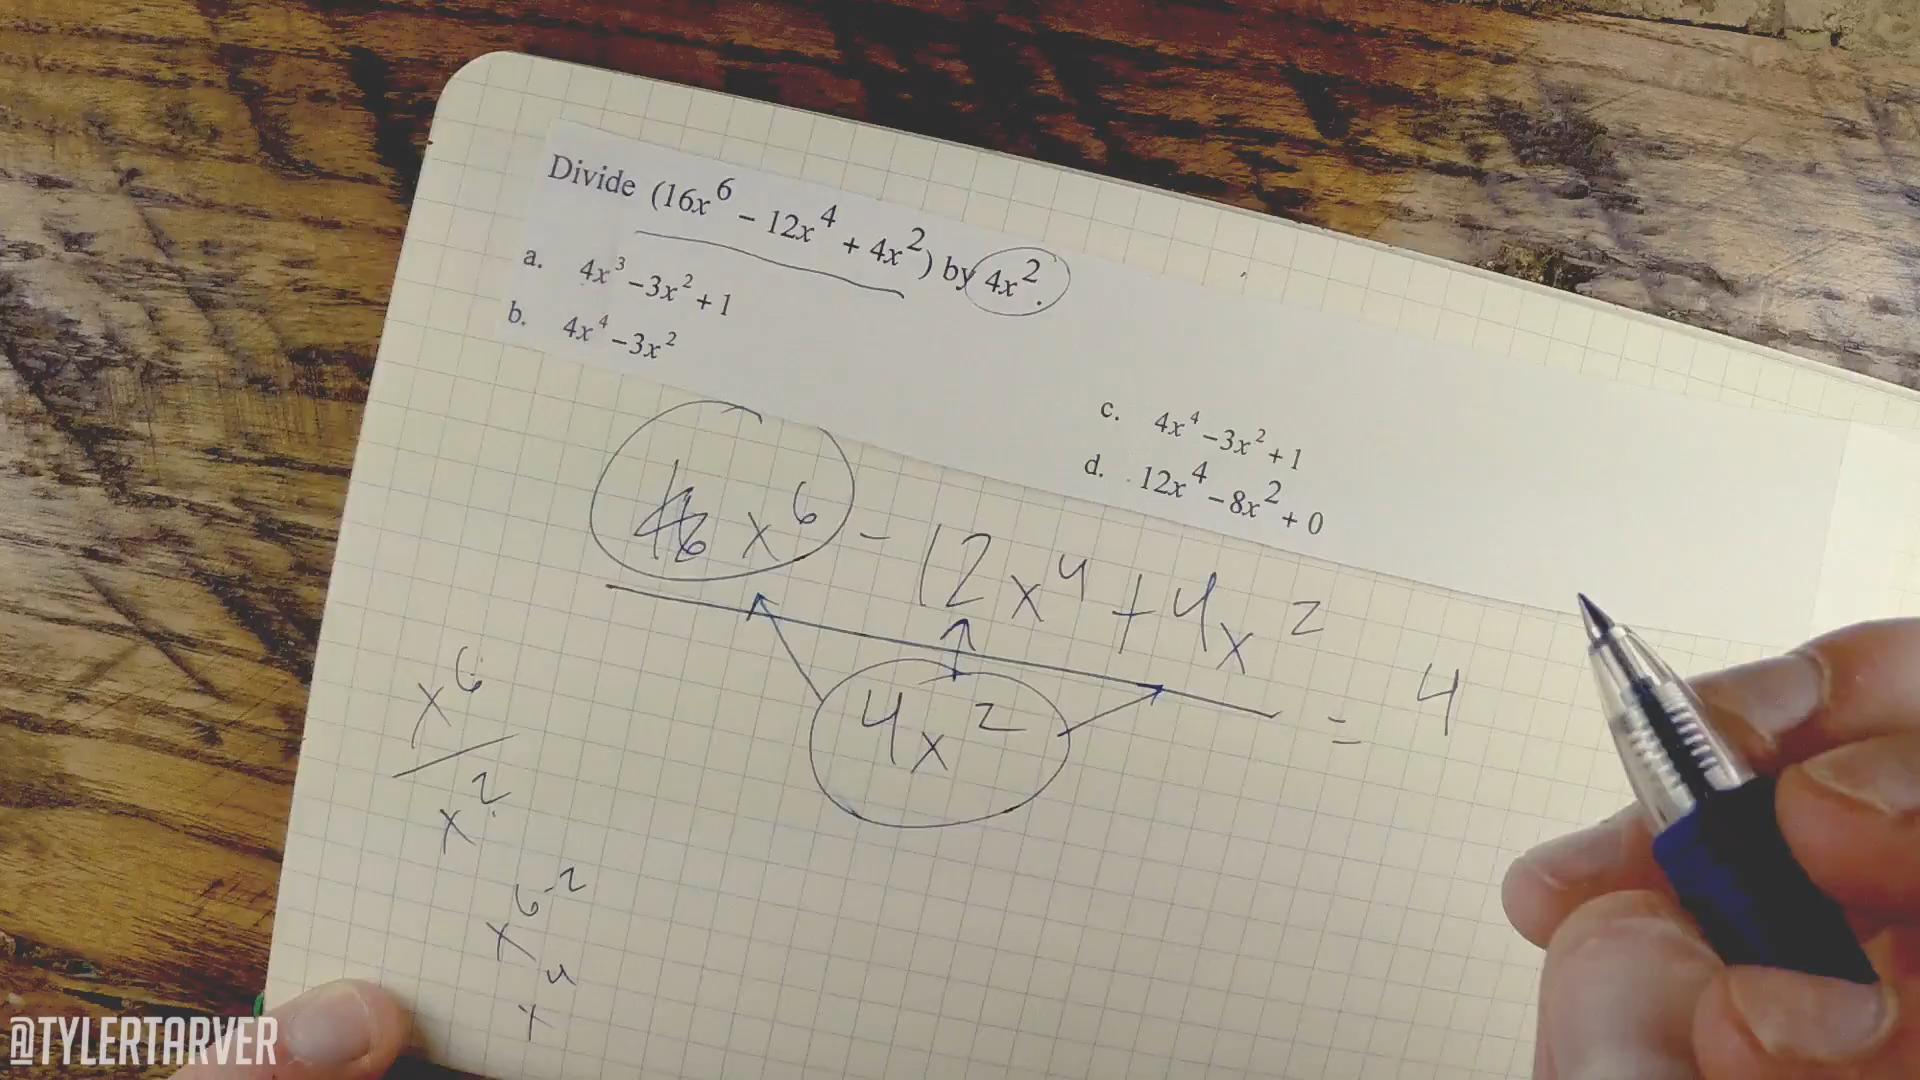 Divide (16x⁶ − 12x⁴ + 4x²) by 4x².
a. 4x³ − 3x² + 1
b. 4x⁴ − 3x²
c. 4x⁴ − 3x² + 1
d. 12x⁴ − 8x² + 0
16x⁶ − 12x⁴ + 4x²
4x²
= 4
x⁶
x²
x⁶⁻²
x⁴
@TYLERTARVER